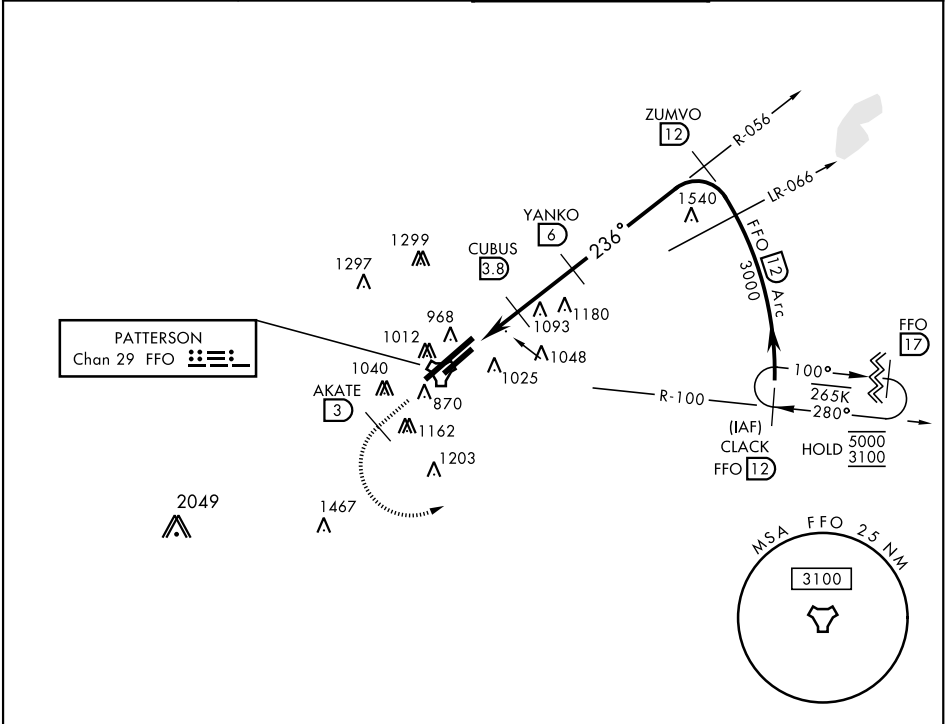 ZUMVO
12
R-056
LR-066
1540
YANKO
6
236°
CUBUS
3.8
FFO 12 Arc
3000
1299
1297
1180
1093
968
1012
1048
1025
PATTERSON
Chan 29 FFO
1040
870
AKATE
3
1162
1203
R-100
100°
265K
280°
FFO
17
(IAF)
CLACK
FFO 12
HOLD 5000
3100
2049
1467
MSA FFO 25 NM
3100